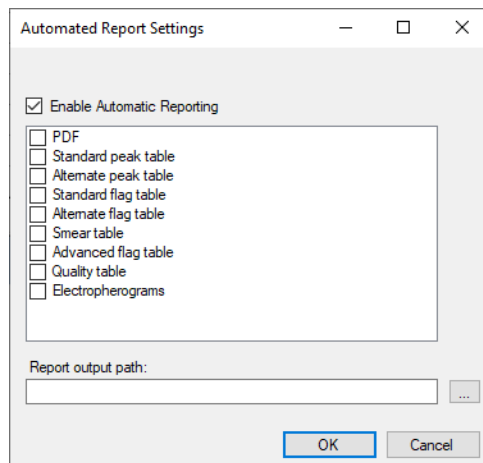 Automated Report Settings
Enable Automatic Reporting
PDF
Standard peak table
Alternate peak table
Standard flag table
Alternate flag table
Smear table
Advanced flag table
Quality table
Electropherograms
Report output path:
...
OK Cancel